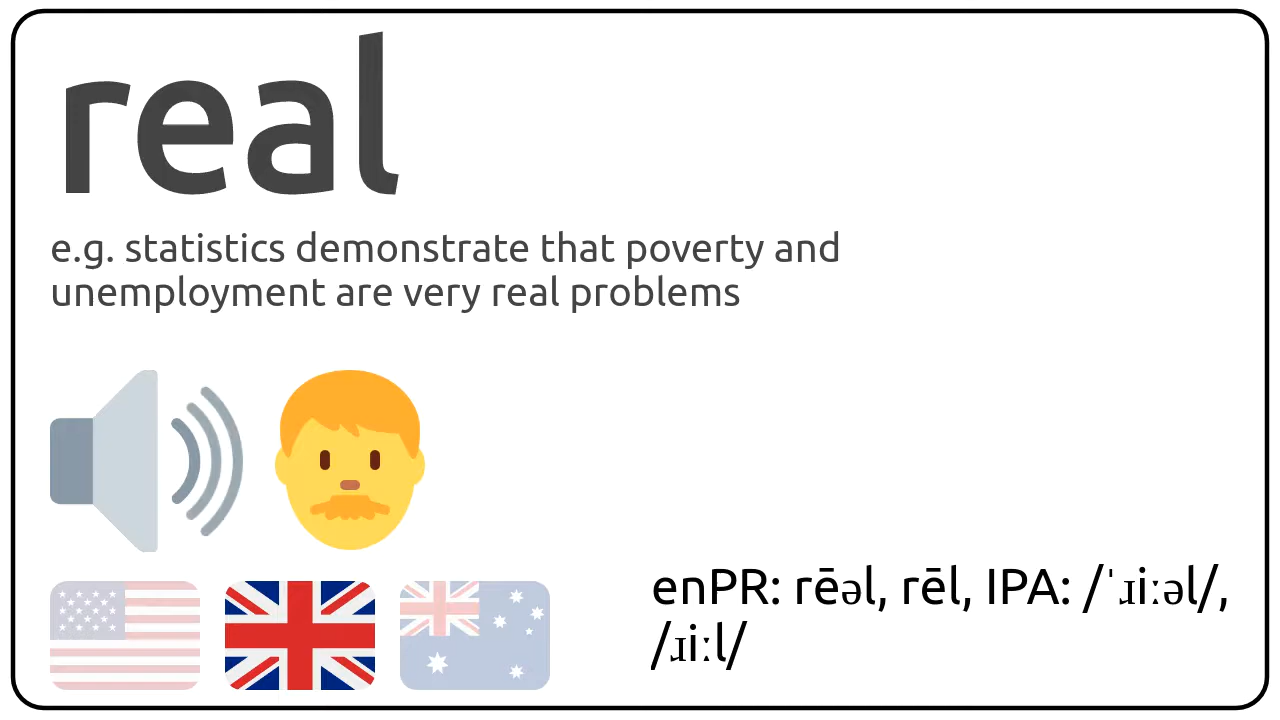 real
e.g. statistics demonstrate that poverty and
unemployment are very real problems
enPR: rēəl, rēl, IPA: /ˈɹiːəl/,
/ɹiːl/